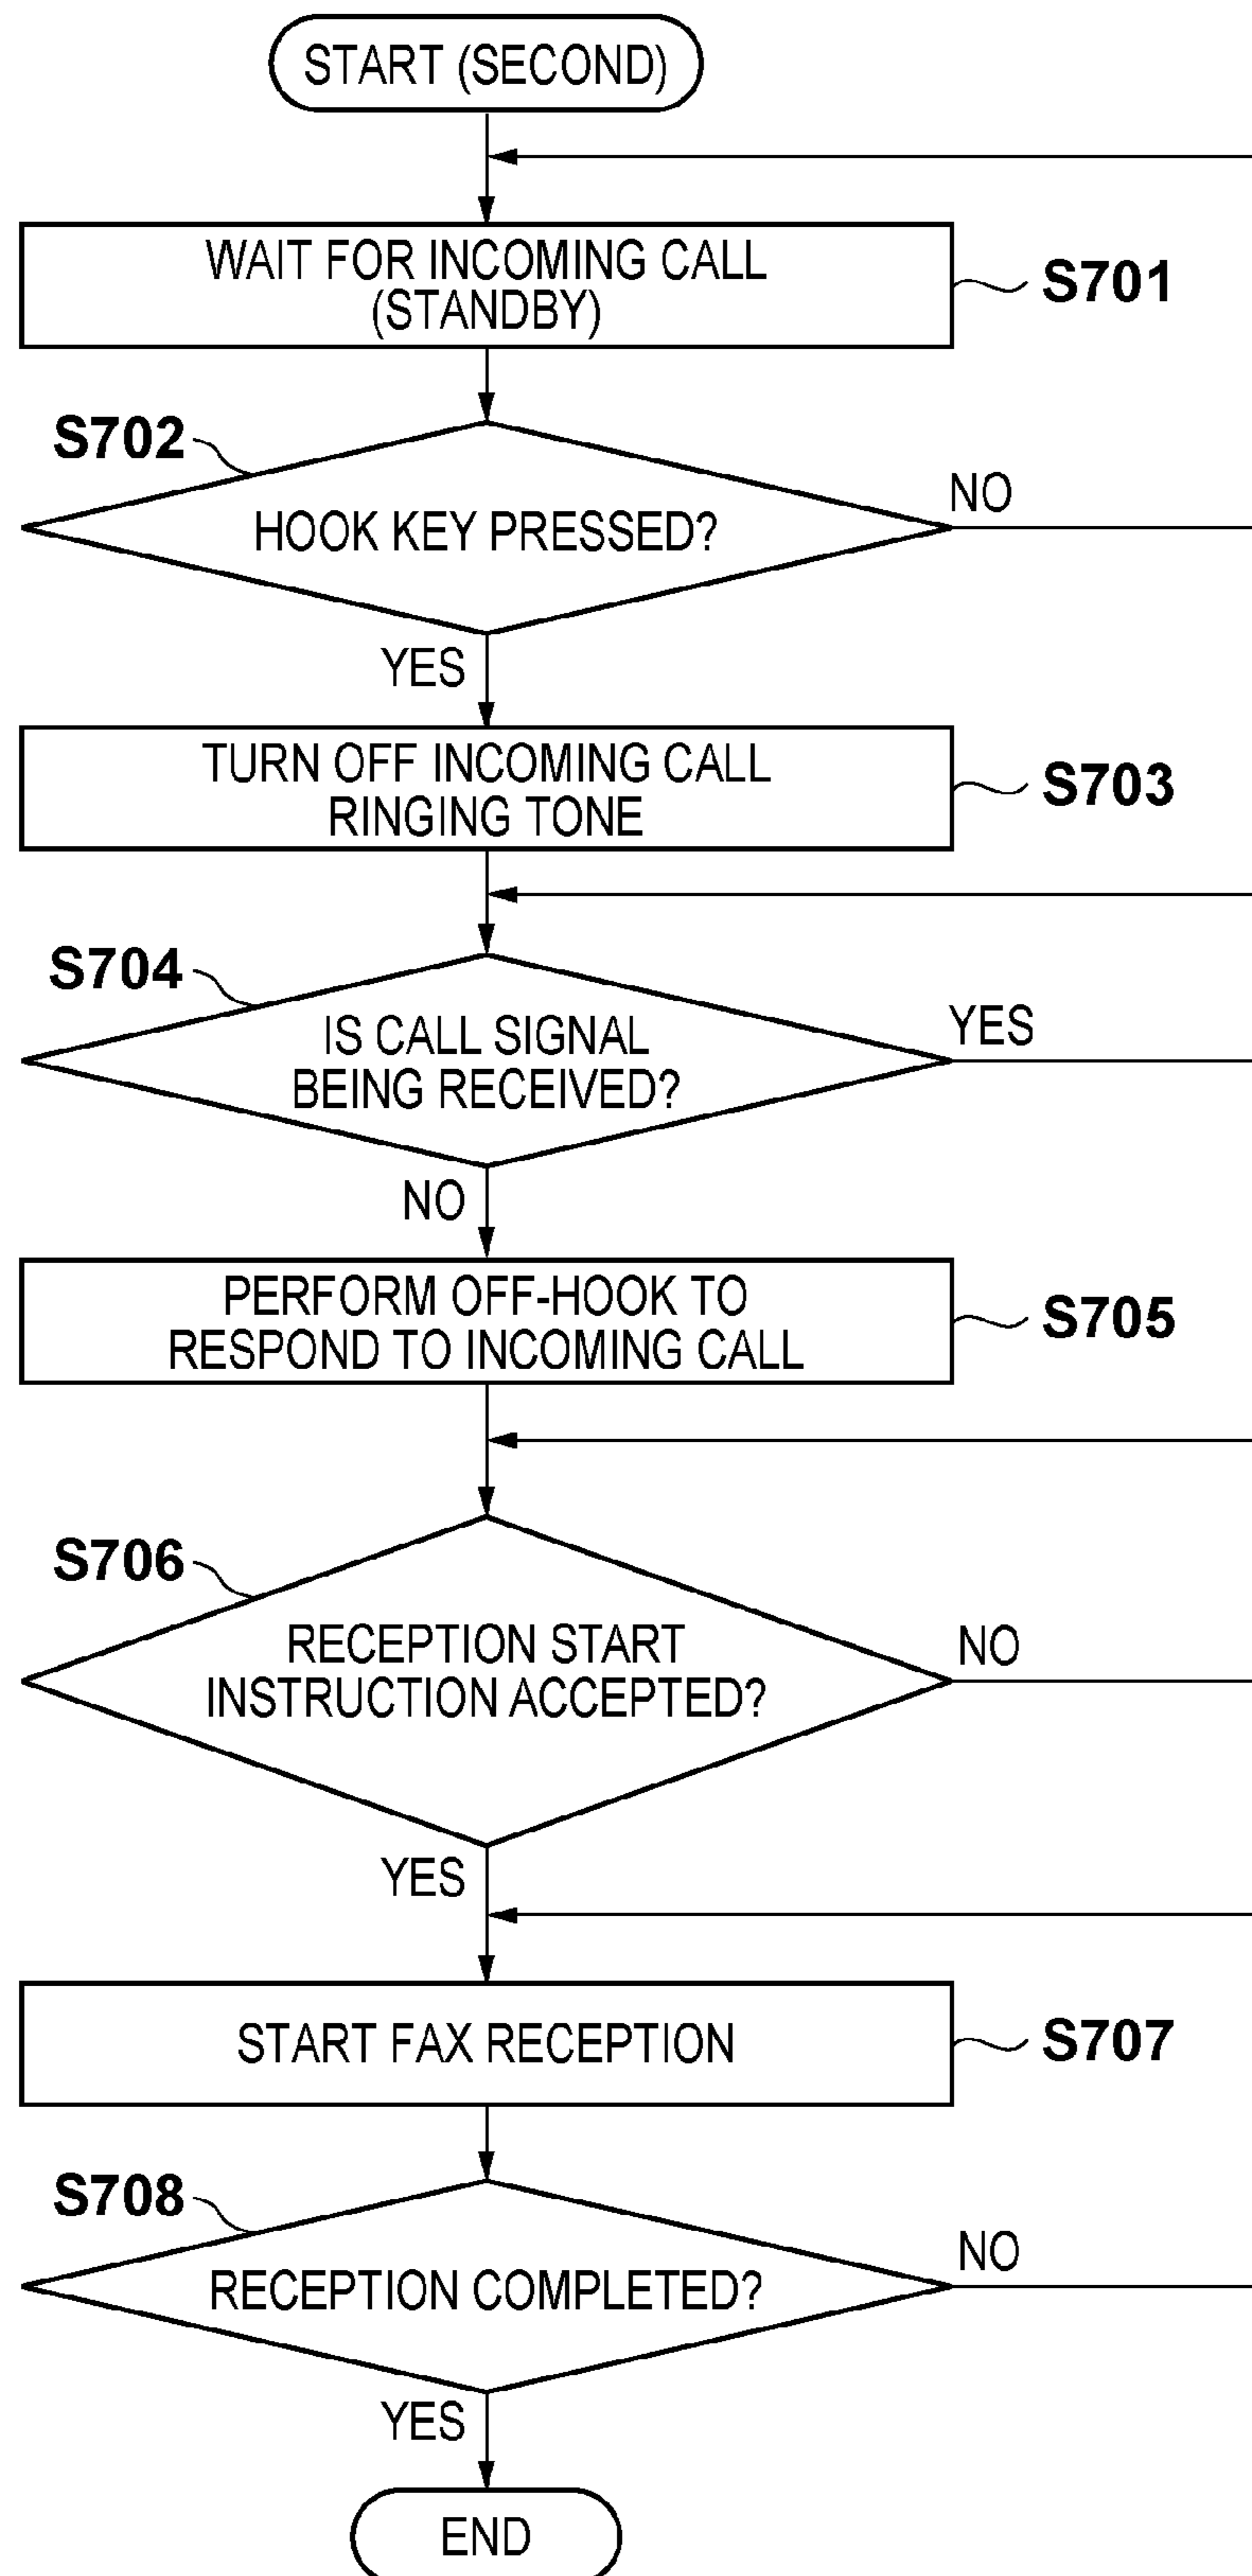 START (SECOND)
WAIT FOR INCOMING CALL
(STANDBY)
S701
S702
HOOK KEY PRESSED?
NO
YES
TURN OFF INCOMING CALL
RINGING TONE
S703
S704
IS CALL SIGNAL
BEING RECEIVED?
YES
NO
PERFORM OFF-HOOK TO
RESPOND TO INCOMING CALL
S705
S706
RECEPTION START
INSTRUCTION ACCEPTED?
NO
YES
START FAX RECEPTION
S707
S708
RECEPTION COMPLETED?
NO
YES
END